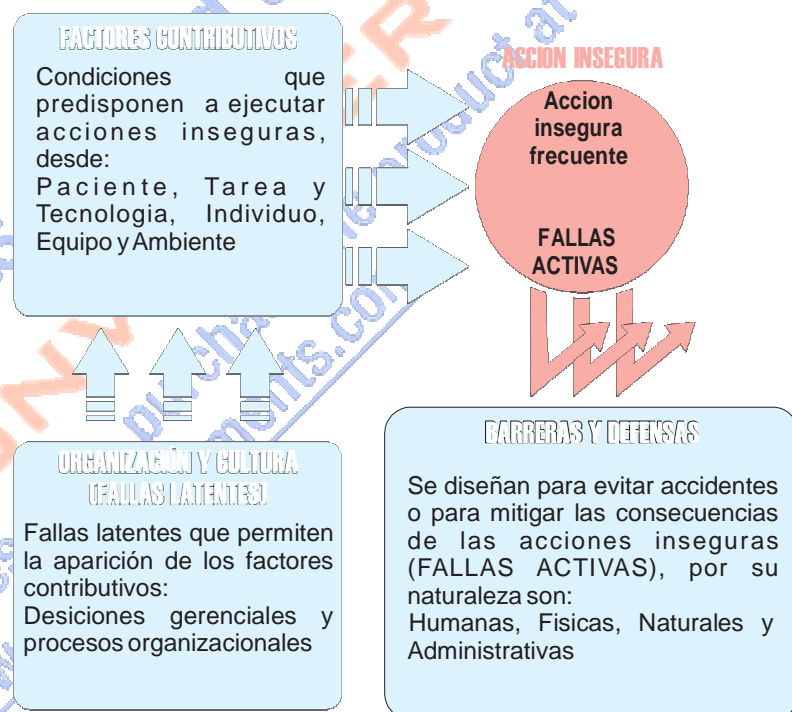 FACTORES CONTRIBUTIVOS
Condiciones que
predisponen a ejecutar
acciones inseguras,
desde:
Paciente, Tarea y
Tecnologia, Individuo,
Equipo y Ambiente
ACCION INSEGURA
Accion
insegura
frecuente
FALLAS
ACTIVAS
ORGANIZACIÓN Y CULTURA
(FALLAS LATENTES)
Fallas latentes que permiten
la aparición de los factores
contributivos:
Desiciones gerenciales y
procesos organizacionales
BARRERAS Y DEFENSAS
Se diseñan para evitar accidentes
o para mitigar las consecuencias
de las acciones inseguras
(FALLAS ACTIVAS), por su
naturaleza son:
Humanas, Fisicas, Naturales y
Administrativas
product at